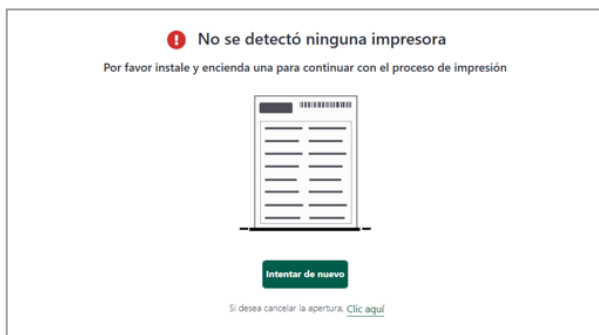 No se detectó ninguna impresora
Por favor instale y encienda una para continuar con el proceso de impresión
Intentar de nuevo
Si desea cancelar la apertura, Clic aquí